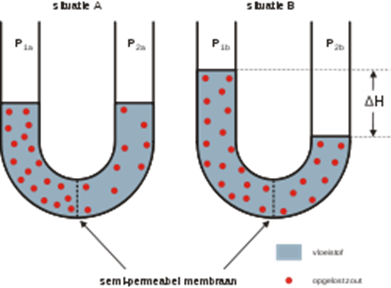 situatie A
situatie B
P1a
P2a
P1b
P2b
ΔH
semi-permeabel membraan
vloeistof
opgelost zout